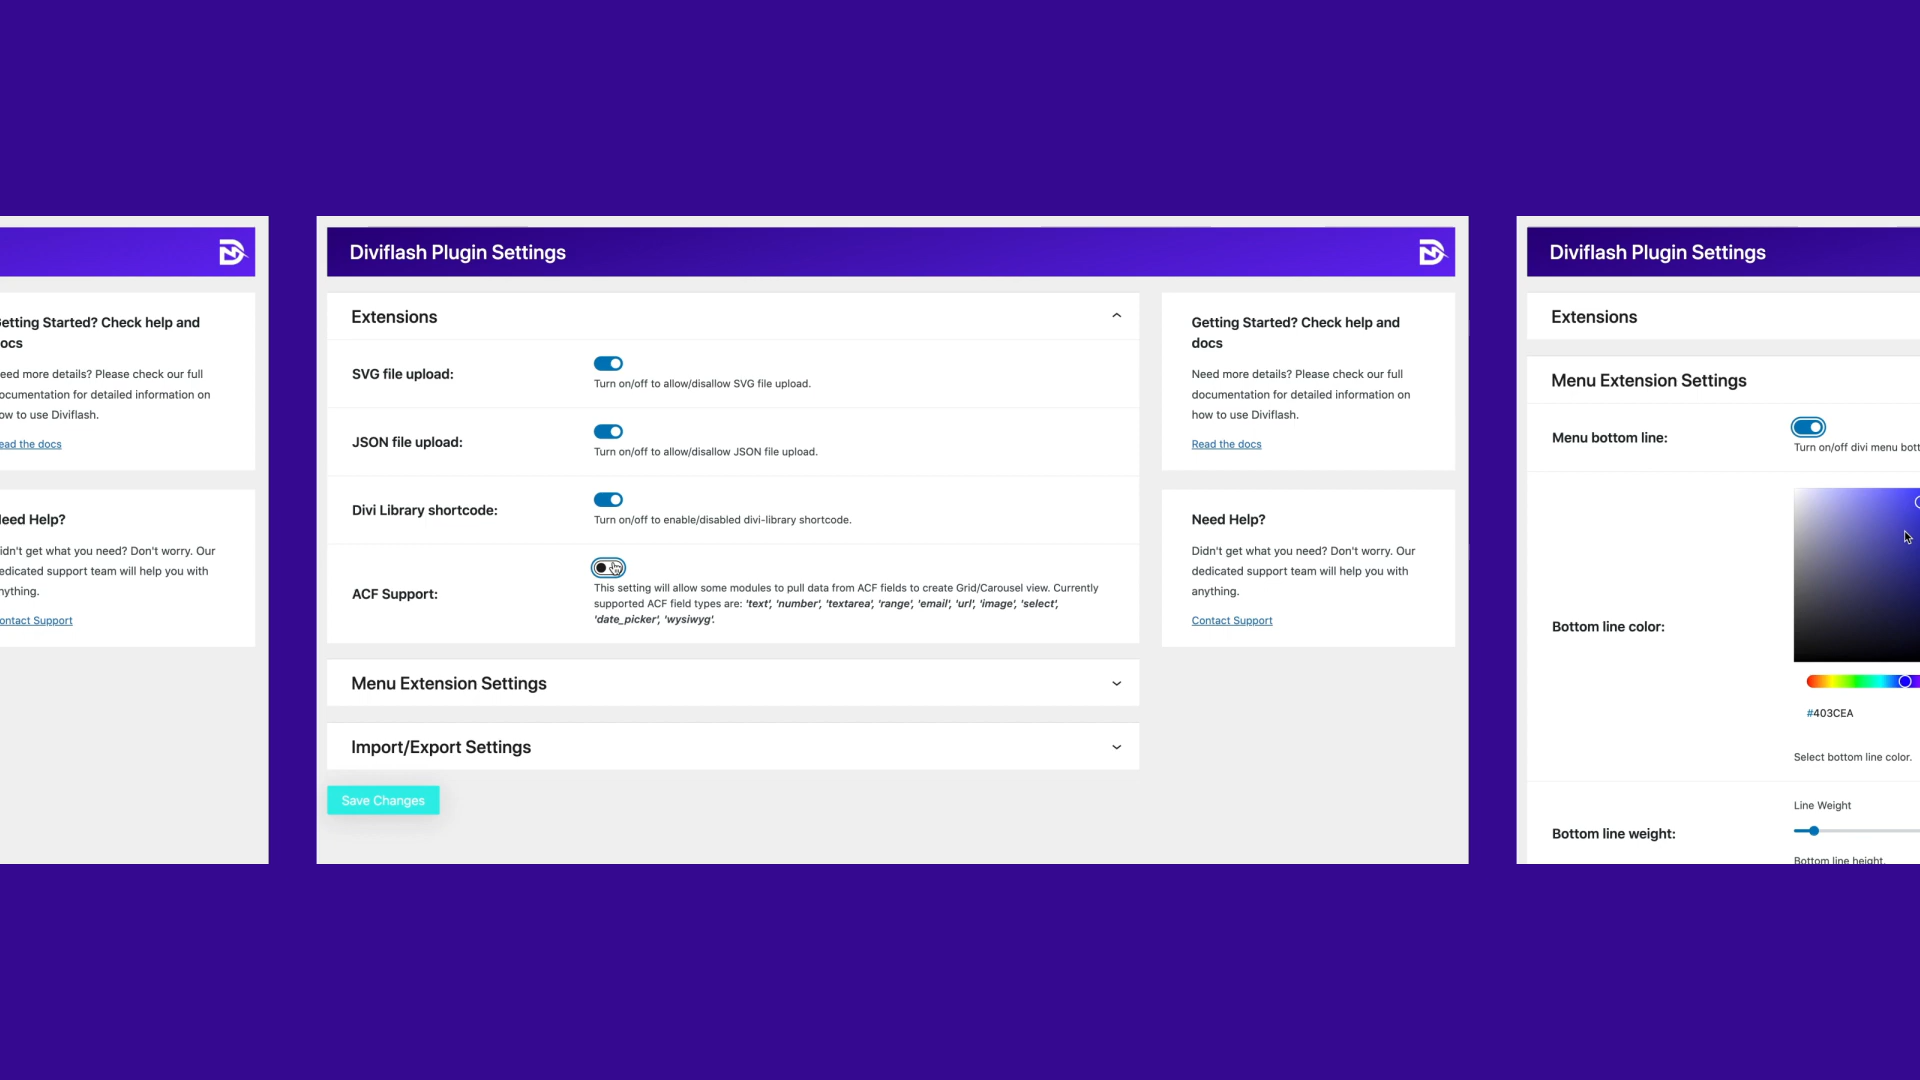 etting Started? Check help and
ocs
eed more details? Please check our full
ocumentation for detailed information on
ow to use Diviflash.
ead the docs
eed Help?
idn't get what you need? Don't worry. Our
edicated support team will help you with
nything.
ontact Support
Diviflash Plugin Settings
Extensions
SVG file upload:
Turn on/off to allow/disallow SVG file upload.
JSON file upload:
Turn on/off to allow/disallow JSON file upload.
Divi Library shortcode:
Turn on/off to enable/disabled divi-library shortcode.
ACF Support:
This setting will allow some modules to pull data from ACF fields to create Grid/Carousel view. Currently
supported ACF field types are: 'text', 'number', 'textarea', 'range', 'email', 'url', 'image', 'select',
'date_picker', 'wysiwyg'.
Menu Extension Settings
Import/Export Settings
Save Changes
Getting Started? Check help and
docs
Need more details? Please check our full
documentation for detailed information on
how to use Diviflash.
Read the docs
Need Help?
Didn't get what you need? Don't worry. Our
dedicated support team will help you with
anything.
Contact Support
Diviflash Plugin Settings
Extensions
Menu Extension Settings
Menu bottom line:
Turn on/off divi menu bott
Bottom line color:
#403CEA
Select bottom line color.
Line Weight
Bottom line weight:
Bottom line height.